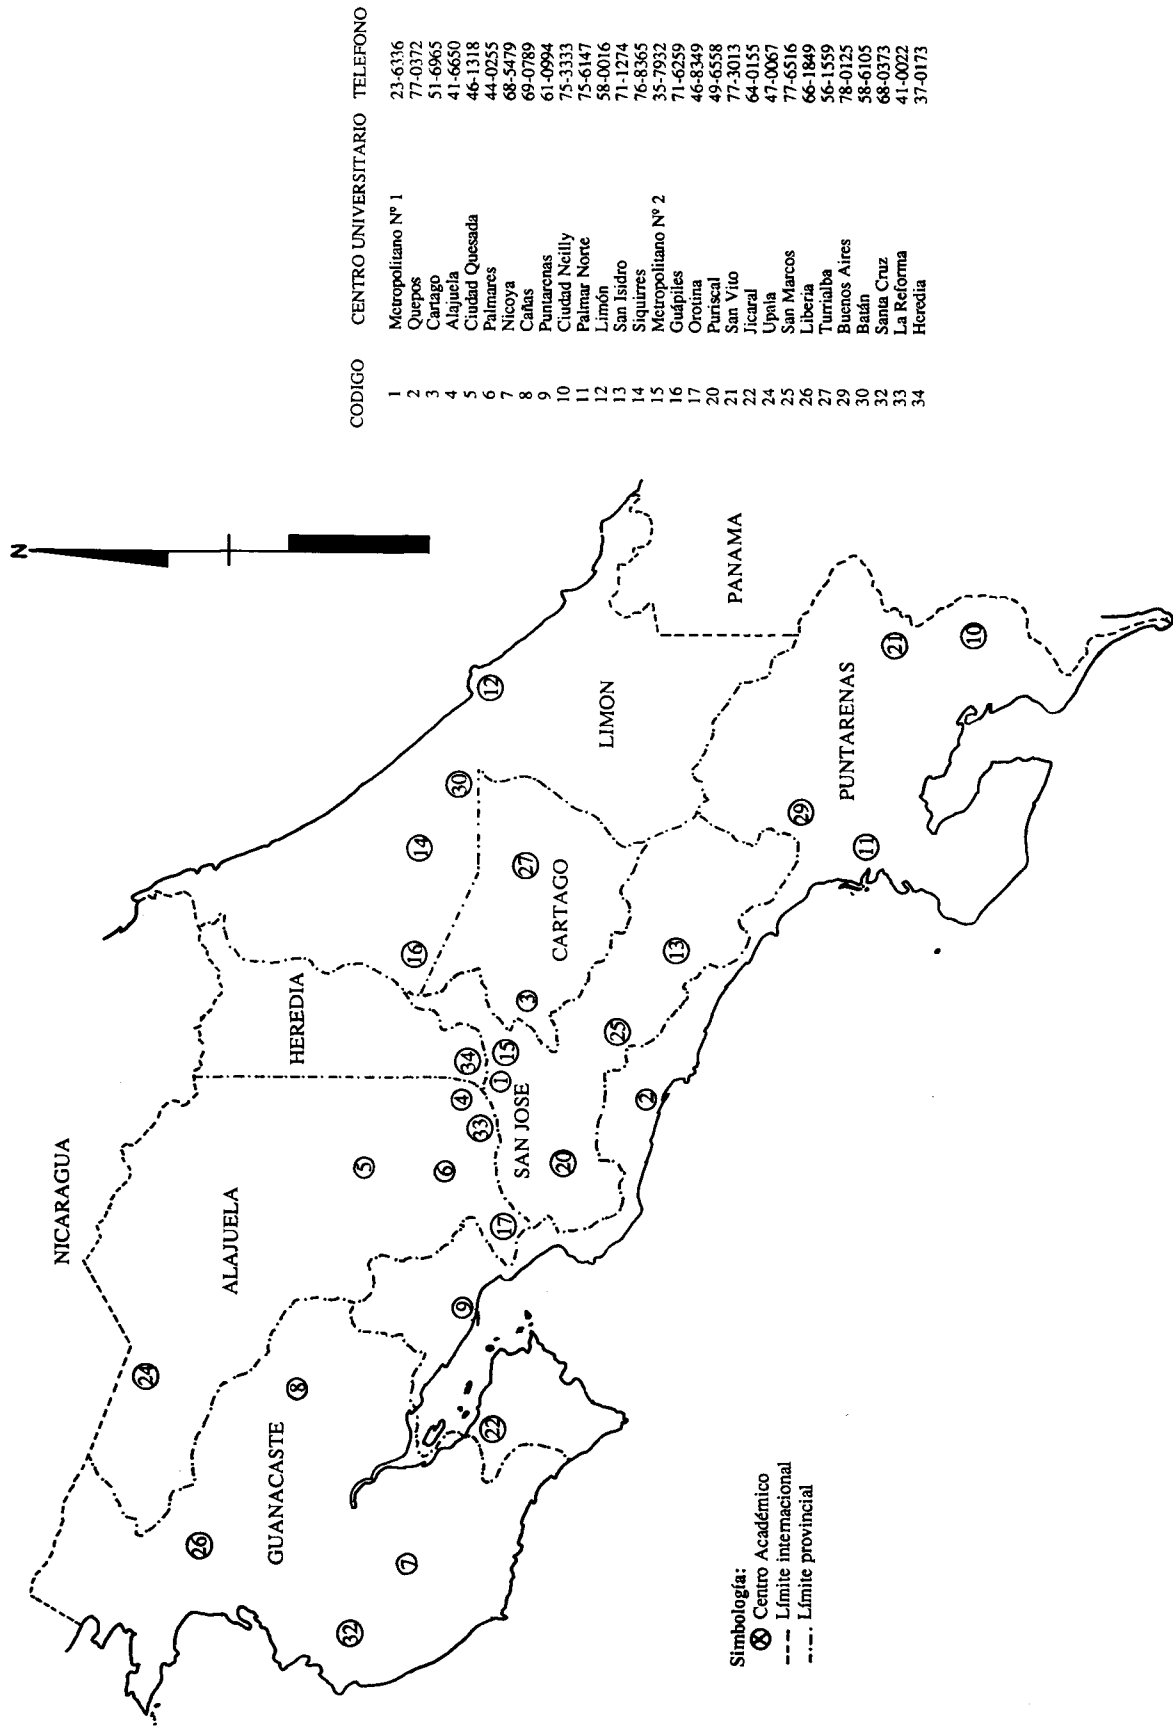 N
NICARAGUA
ALAJUELA
HEREDIA
GUANACASTE
SAN JOSE
CARTAGO
LIMON
PUNTARENAS
PANAMA
24
26
8
5
6
4
34
33
1
15
16
14
30
12
32
7
22
9
17
20
3
27
25
2
13
29
11
21
10
Simbología:
Centro Académico
Límite internacional
Límite provincial
CODIGO CENTRO UNIVERSITARIO TELEFONO
1 Metropolitano Nº 1 23-6336
2 Quepos 77-0372
3 Cartago 51-6965
4 Alajuela 41-6650
5 Ciudad Quesada 46-1318
6 Palmares 44-0255
7 Nicoya 68-5479
8 Cañas 69-0789
9 Puntarenas 61-0994
10 Ciudad Neilly 75-3333
11 Palmar Norte 75-6147
12 Limón 58-0016
13 San Isidro 71-1274
14 Siquirres 76-8365
15 Metropolitano Nº 2 35-7932
16 Guápiles 71-6259
17 Orotina 46-8349
20 Puriscal 49-6558
21 San Vito 77-3013
22 Jicaral 64-0155
24 Upala 47-0067
25 San Marcos 77-6516
26 Liberia 66-1849
27 Turrialba 56-1559
29 Buenos Aires 78-0125
30 Batán 58-6105
32 Santa Cruz 68-0373
33 La Reforma 41-0022
34 Heredia 37-0173